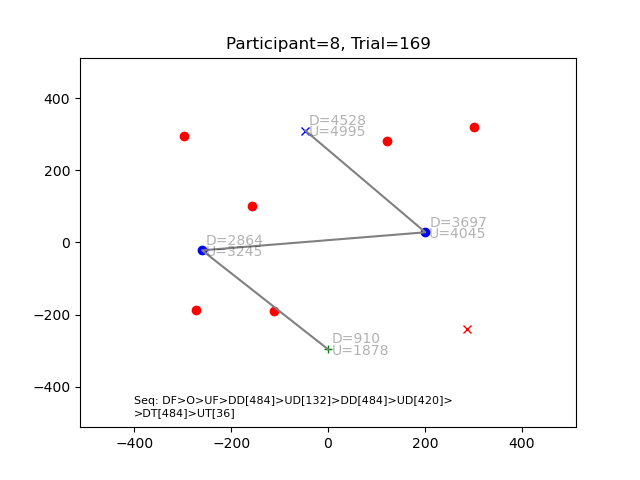 Participant=8, Trial=169
400
200
0
−200
−400
−400
−200
0
200
400
D=4528
U=4995
D=3697
U=4045
D=2864
U=3245
D=910
U=1878
Seq: DF>O>UF>DD[484]>UD[132]>DD[484]>UD[420]>
>DT[484]>UT[36]